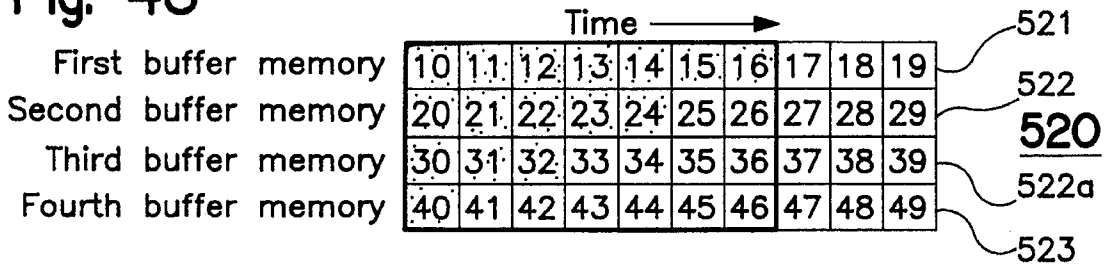 Time
First buffer memory 10 11 12 13 14 15 16 17 18 19 521
Second buffer memory 20 21 22 23 24 25 26 27 28 29 522
520
Third buffer memory 30 31 32 33 34 35 36 37 38 39 522a
Fourth buffer memory 40 41 42 43 44 45 46 47 48 49 523